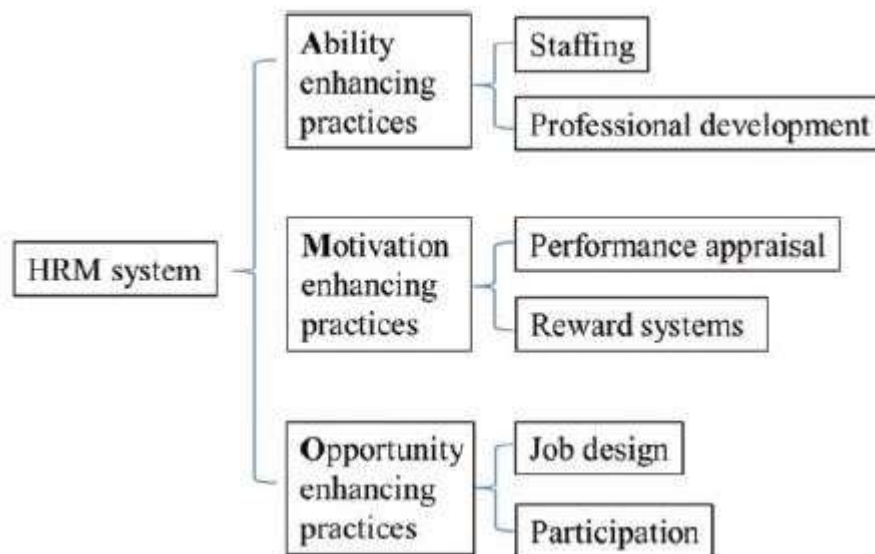 Ability
enhancing
practices
Staffing
Professional development
HRM system
Motivation
enhancing
practices
Performance appraisal
Reward systems
Opportunity
enhancing
practices
Job design
Participation